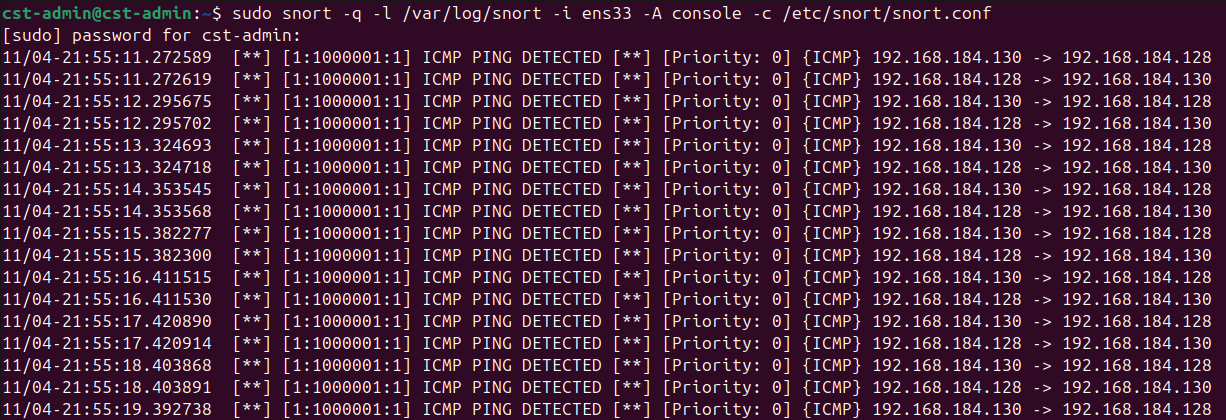 cst-admin@cst-admin:~$ sudo snort -q -l /var/log/snort -i ens33 -A console -c /etc/snort/snort.conf
[sudo] password for cst-admin:
11/04-21:55:11.272589  [**] [1:1000001:1] ICMP PING DETECTED [**] [Priority: 0] {ICMP} 192.168.184.130 -> 192.168.184.128
11/04-21:55:11.272619  [**] [1:1000001:1] ICMP PING DETECTED [**] [Priority: 0] {ICMP} 192.168.184.128 -> 192.168.184.130
11/04-21:55:12.295675  [**] [1:1000001:1] ICMP PING DETECTED [**] [Priority: 0] {ICMP} 192.168.184.130 -> 192.168.184.128
11/04-21:55:12.295702  [**] [1:1000001:1] ICMP PING DETECTED [**] [Priority: 0] {ICMP} 192.168.184.128 -> 192.168.184.130
11/04-21:55:13.324693  [**] [1:1000001:1] ICMP PING DETECTED [**] [Priority: 0] {ICMP} 192.168.184.130 -> 192.168.184.128
11/04-21:55:13.324718  [**] [1:1000001:1] ICMP PING DETECTED [**] [Priority: 0] {ICMP} 192.168.184.128 -> 192.168.184.130
11/04-21:55:14.353545  [**] [1:1000001:1] ICMP PING DETECTED [**] [Priority: 0] {ICMP} 192.168.184.130 -> 192.168.184.128
11/04-21:55:14.353568  [**] [1:1000001:1] ICMP PING DETECTED [**] [Priority: 0] {ICMP} 192.168.184.128 -> 192.168.184.130
11/04-21:55:15.382277  [**] [1:1000001:1] ICMP PING DETECTED [**] [Priority: 0] {ICMP} 192.168.184.130 -> 192.168.184.128
11/04-21:55:15.382300  [**] [1:1000001:1] ICMP PING DETECTED [**] [Priority: 0] {ICMP} 192.168.184.128 -> 192.168.184.130
11/04-21:55:16.411515  [**] [1:1000001:1] ICMP PING DETECTED [**] [Priority: 0] {ICMP} 192.168.184.130 -> 192.168.184.128
11/04-21:55:16.411530  [**] [1:1000001:1] ICMP PING DETECTED [**] [Priority: 0] {ICMP} 192.168.184.128 -> 192.168.184.130
11/04-21:55:17.420890  [**] [1:1000001:1] ICMP PING DETECTED [**] [Priority: 0] {ICMP} 192.168.184.130 -> 192.168.184.128
11/04-21:55:17.420914  [**] [1:1000001:1] ICMP PING DETECTED [**] [Priority: 0] {ICMP} 192.168.184.128 -> 192.168.184.130
11/04-21:55:18.403868  [**] [1:1000001:1] ICMP PING DETECTED [**] [Priority: 0] {ICMP} 192.168.184.130 -> 192.168.184.128
11/04-21:55:18.403891  [**] [1:1000001:1] ICMP PING DETECTED [**] [Priority: 0] {ICMP} 192.168.184.128 -> 192.168.184.130
11/04-21:55:19.392738  [**] [1:1000001:1] ICMP PING DETECTED [**] [Priority: 0] {ICMP} 192.168.184.130 -> 192.168.184.128